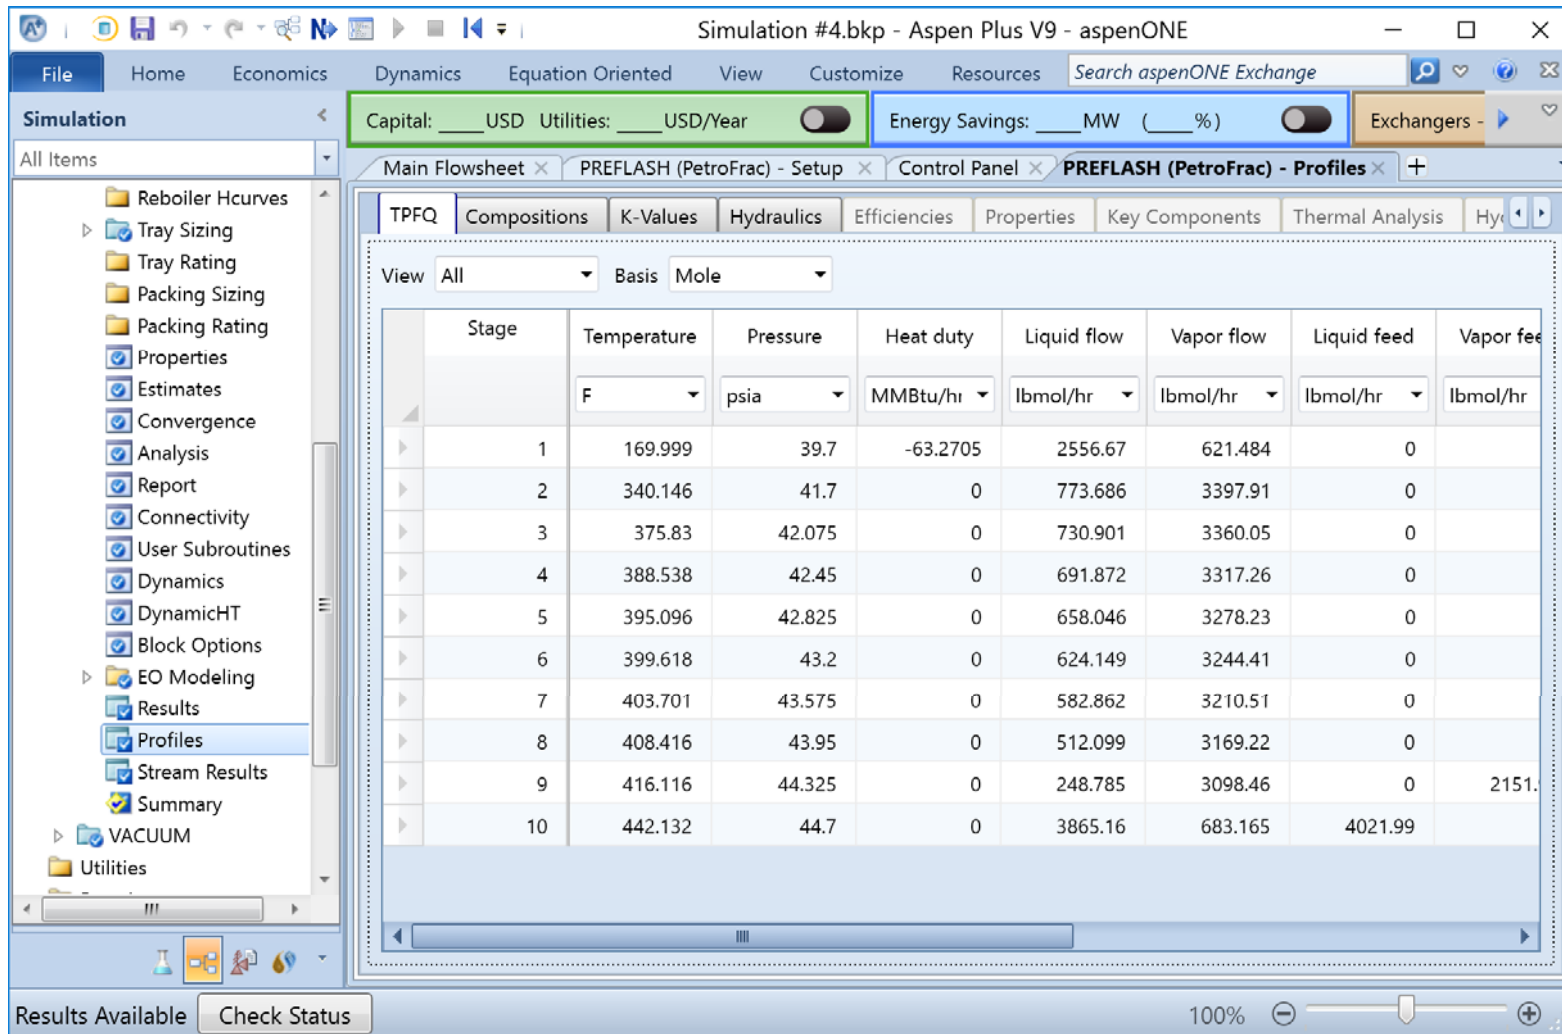 Simulation #4.bkp - Aspen Plus V9 - aspenONE
File Home Economics Dynamics Equation Oriented View Customize Resources Search aspenONE Exchange
Simulation
Capital: ____USD Utilities: ____USD/Year Energy Savings: ____MW (____%) Exchangers -
All Items
Main Flowsheet PREFLASH (PetroFrac) - Setup Control Panel PREFLASH (PetroFrac) - Profiles +
Reboiler Hcurves
Tray Sizing
Tray Rating
Packing Sizing
Packing Rating
Properties
Estimates
Convergence
Analysis
Report
Connectivity
User Subroutines
Dynamics
DynamicHT
Block Options
EO Modeling
Results
Profiles
Stream Results
Summary
VACUUM
Utilities
TPFQ Compositions K-Values Hydraulics Efficiencies Properties Key Components Thermal Analysis Hy
View All Basis Mole
Stage Temperature Pressure Heat duty Liquid flow Vapor flow Liquid feed Vapor fee
F psia MMBtu/hr lbmol/hr lbmol/hr lbmol/hr lbmol/hr
1 169.999 39.7 -63.2705 2556.67 621.484 0
2 340.146 41.7 0 773.686 3397.91 0
3 375.83 42.075 0 730.901 3360.05 0
4 388.538 42.45 0 691.872 3317.26 0
5 395.096 42.825 0 658.046 3278.23 0
6 399.618 43.2 0 624.149 3244.41 0
7 403.701 43.575 0 582.862 3210.51 0
8 408.416 43.95 0 512.099 3169.22 0
9 416.116 44.325 0 248.785 3098.46 0 2151.
10 442.132 44.7 0 3865.16 683.165 4021.99
Results Available Check Status 100%